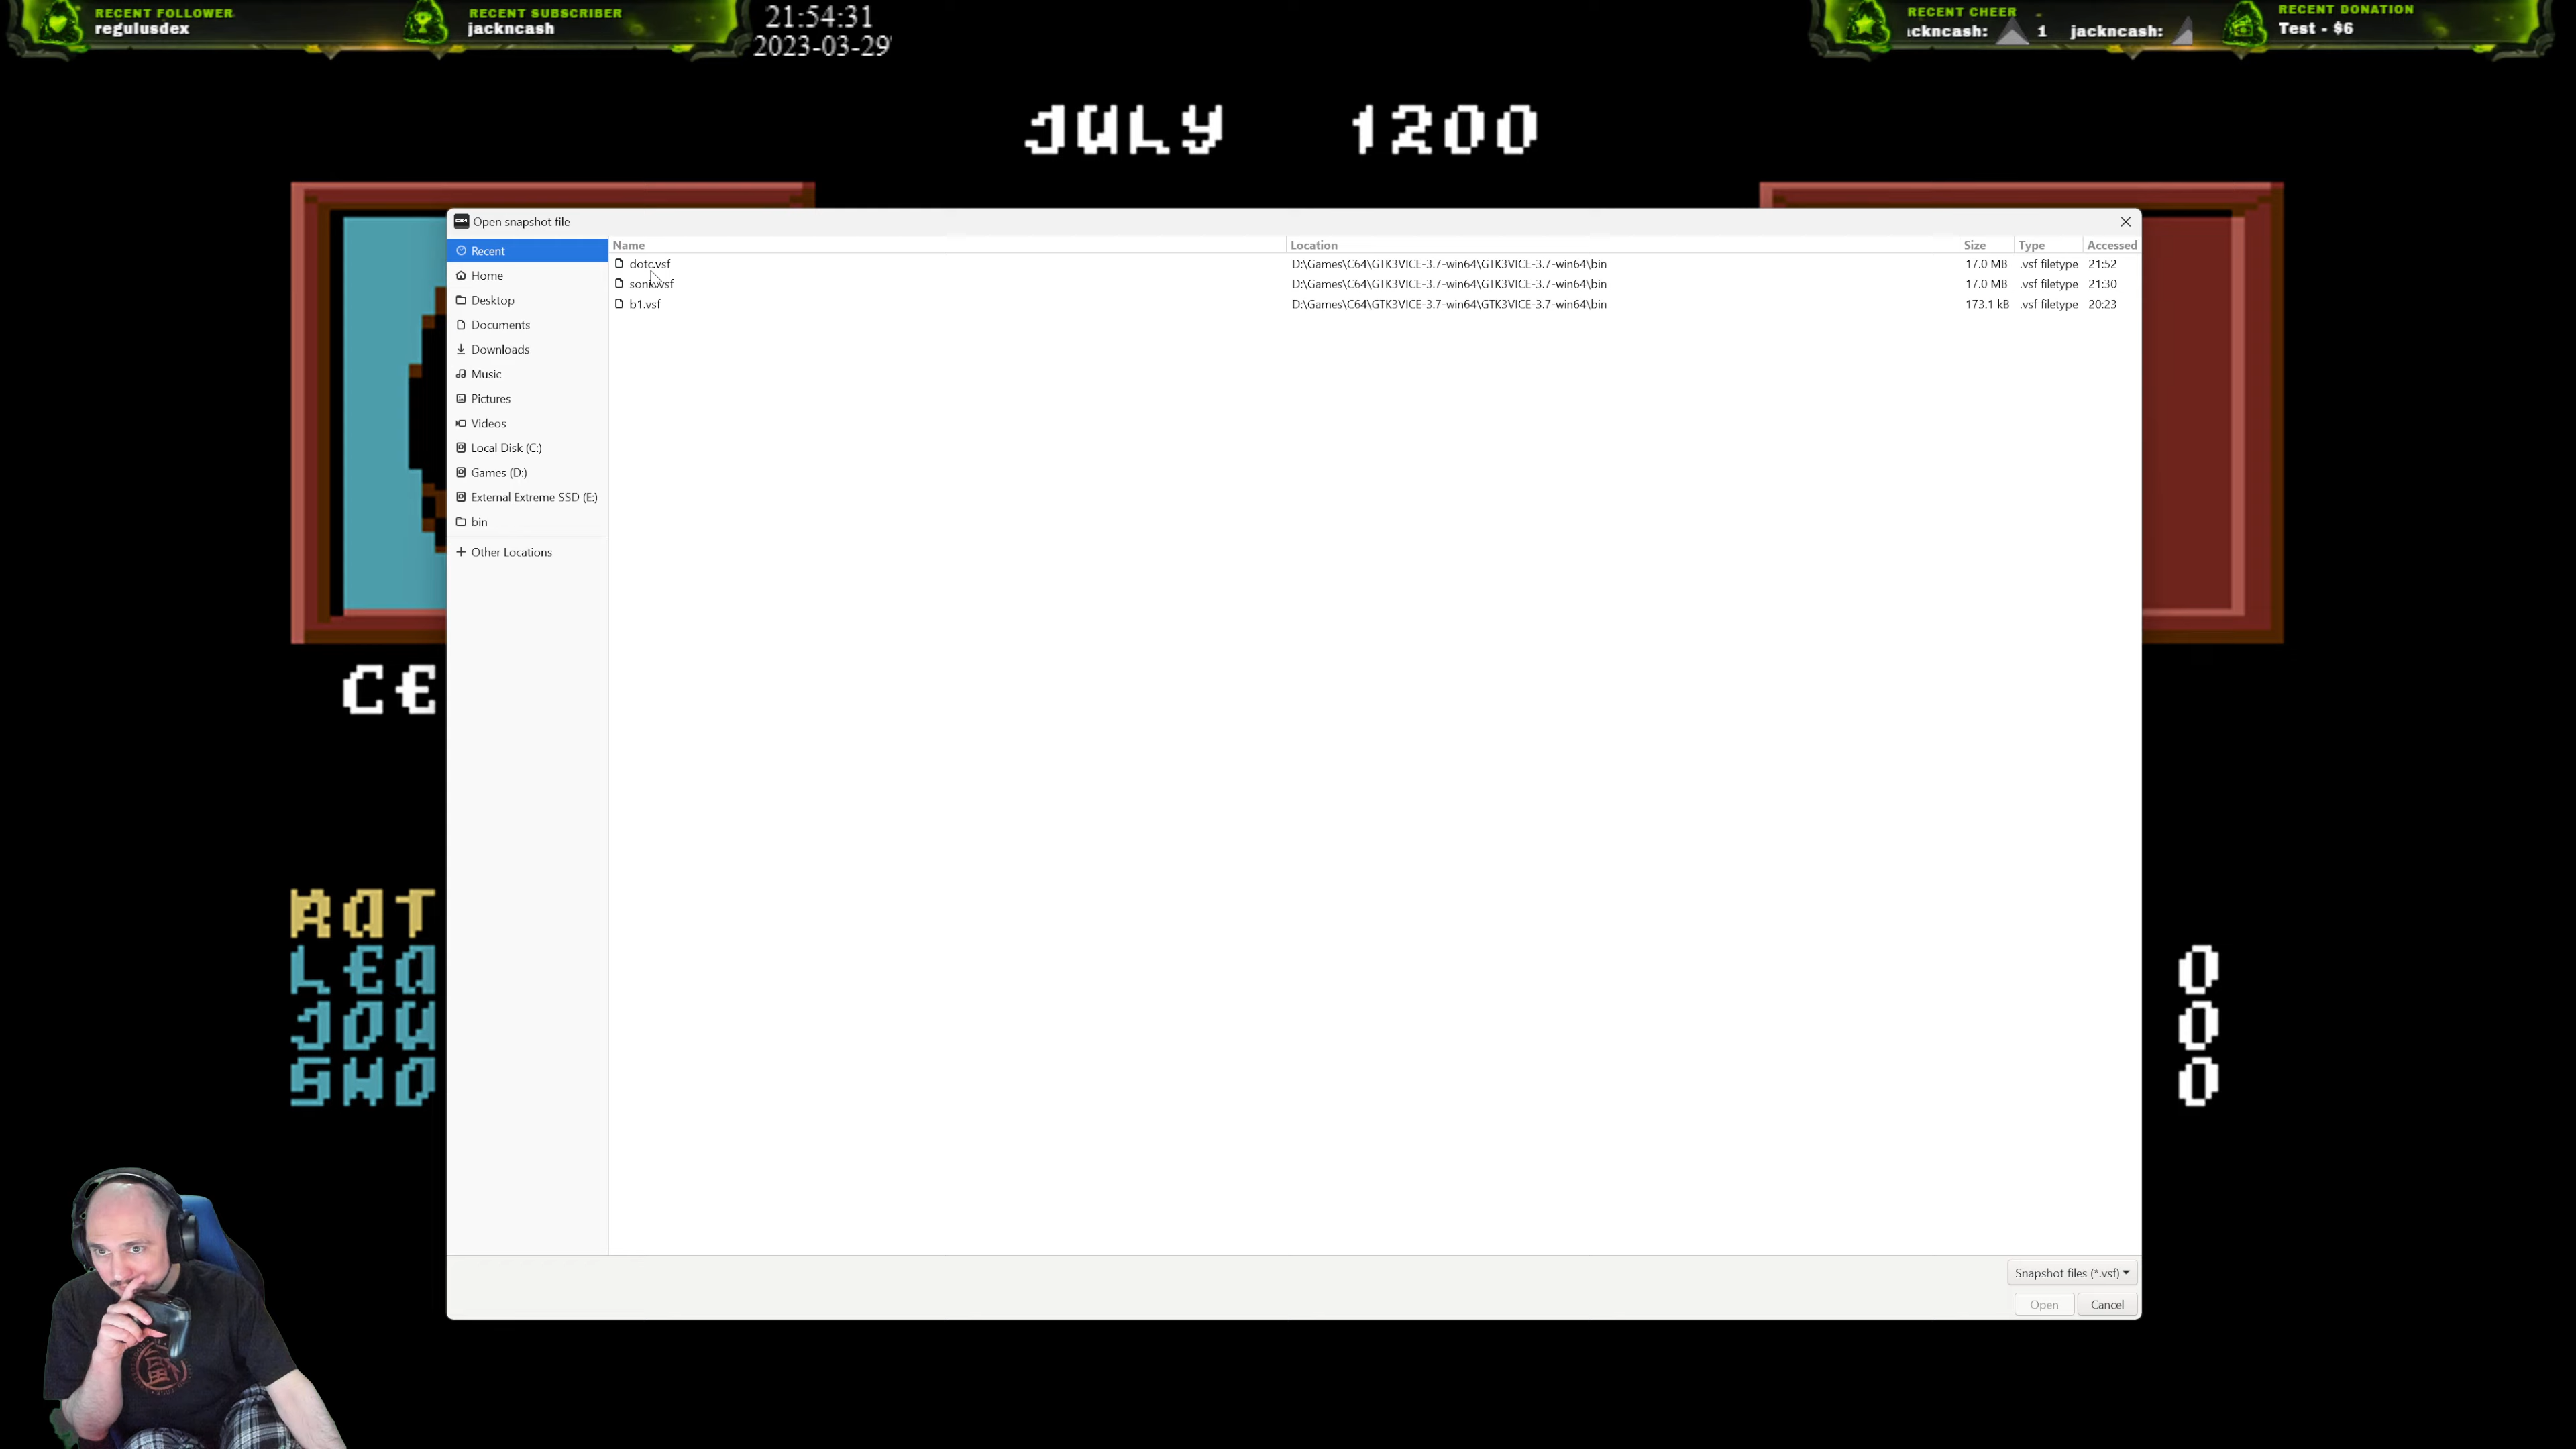 RECENT FOLLOWER
regulusdex
RECENT SUBSCRIBER
jackncash
21:54:31
2023-03-29
RECENT CHEER
ackncash: 1 jackncash:
RECENT DONATION
Test - $6
JULY 1200
Open snapshot file
Recent
Home
Desktop
Documents
Downloads
Music
Pictures
Videos
Local Disk (C:)
Games (D:)
External Extreme SSD (E:)
bin
Other Locations
Name Location Size Type Accessed
dotc.vsf D:\Games\C64\GTK3VICE-3.7-win64\GTK3VICE-3.7-win64\bin 17.0 MB .vsf filetype 21:52
sonic.vsf D:\Games\C64\GTK3VICE-3.7-win64\GTK3VICE-3.7-win64\bin 17.0 MB .vsf filetype 21:30
b1.vsf D:\Games\C64\GTK3VICE-3.7-win64\GTK3VICE-3.7-win64\bin 173.1 kB .vsf filetype 20:23
CE
RAT
LEA 0
JOU 0
SWO 0
Snapshot files (*.vsf)
Open Cancel